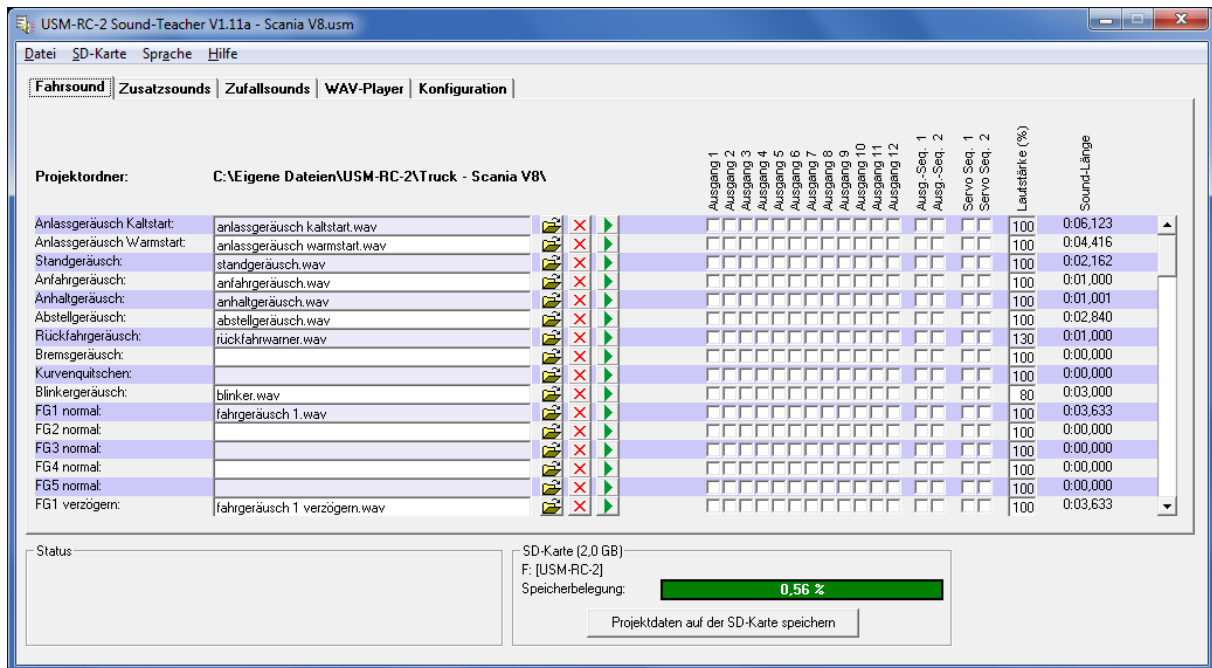 USM-RC-2 Sound-Teacher V1.11a - Scania V8.usm
Datei SD-Karte Sprache Hilfe
Fahrsound Zusatzsounds Zufallsounds WAV-Player Konfiguration
Projektordner: C:\Eigene Dateien\USM-RC-2\Truck - Scania V8\
Ausgang 1
Ausgang 2
Ausgang 3
Ausgang 4
Ausgang 5
Ausgang 6
Ausgang 7
Ausgang 8
Ausgang 9
Ausgang 10
Ausgang 11
Ausgang 12
Ausg.-Seq. 1
Ausg.-Seq. 2
Servo Seq. 1
Servo Seq. 2
Lautstärke (%)
Sound-Länge
Anlassgeräusch Kaltstart: anlassgeräusch kaltstart.wav 100 0:06,123
Anlassgeräusch Warmstart: anlassgeräusch warmstart.wav 100 0:04,416
Standgeräusch: standgeräusch.wav 100 0:02,162
Anfahrgeräusch: anfahrgeräusch.wav 100 0:01,000
Anhaltgeräusch: anhaltgeräusch.wav 100 0:01,001
Abstellgeräusch: abstellgeräusch.wav 100 0:02,840
Rückfahrgeräusch: rückfahrwarner.wav 130 0:01,000
Bremsgeräusch: 100 0:00,000
Kurvenquitschen: 100 0:00,000
Blinkergeräusch: blinker.wav 80 0:03,000
FG1 normal: fahrgeräusch 1.wav 100 0:03,633
FG2 normal: 100 0:00,000
FG3 normal: 100 0:00,000
FG4 normal: 100 0:00,000
FG5 normal: 100 0:00,000
FG1 verzögern: fahrgeräusch 1 verzögern.wav 100 0:03,633
Status
SD-Karte (2,0 GB)
F: [USM-RC-2]
Speicherbelegung: 0,56 %
Projektdaten auf der SD-Karte speichern